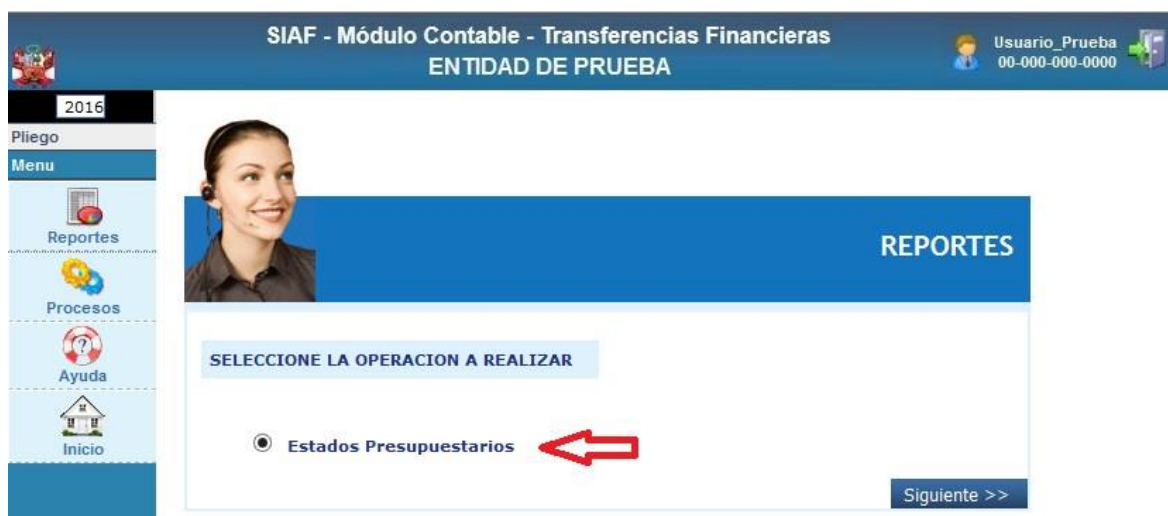 SIAF - Módulo Contable - Transferencias Financieras
ENTIDAD DE PRUEBA
Usuario_Prueba
00-000-000-0000
2016
Pliego
Menu
Reportes
Procesos
Ayuda
Inicio
REPORTES
SELECCIONE LA OPERACION A REALIZAR
Estados Presupuestarios
Siguiente >>